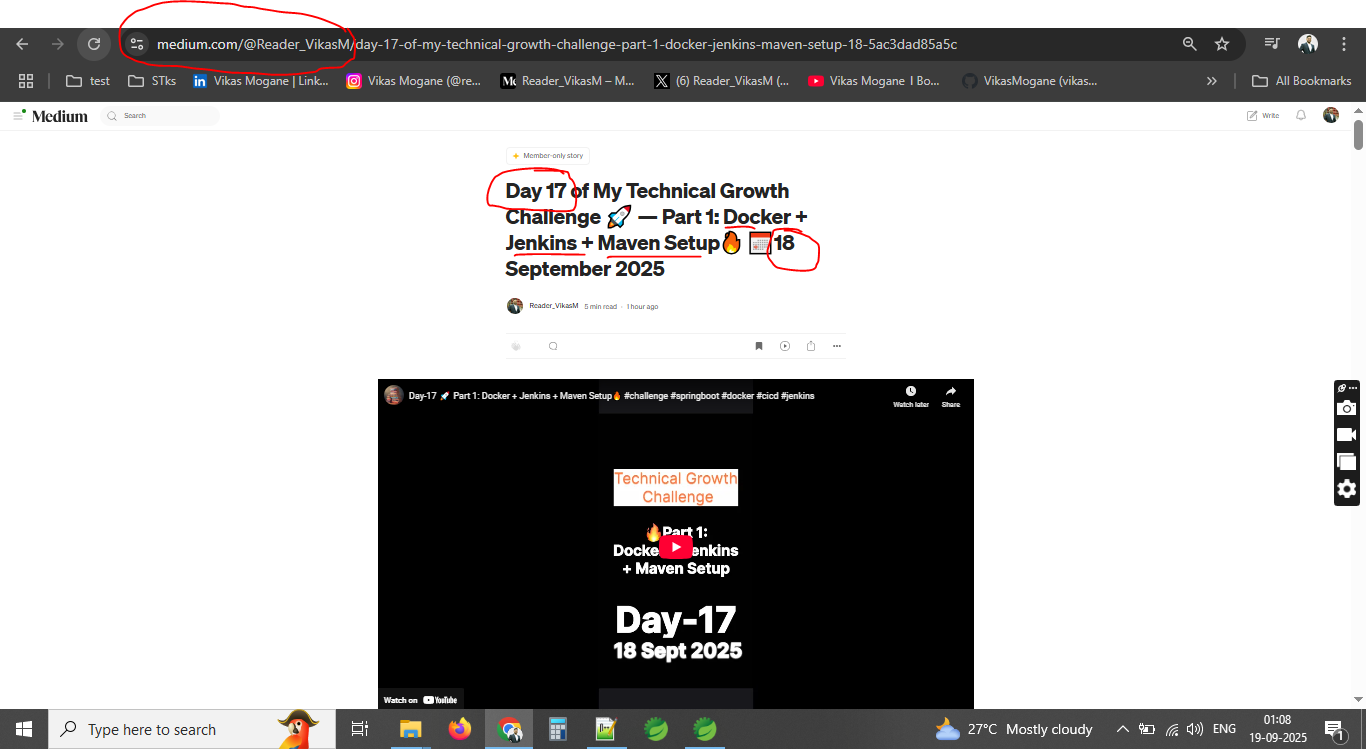 medium.com/@Reader_VikasM/day-17-of-my-technical-growth-challenge-part-1-docker-jenkins-maven-setup-18-5ac3dad85a5c
test STks Vikas Mogane | Link... Vikas Mogane (@re... Reader_VikasM – M... (6) Reader_VikasM (... Vikas Mogane I Bo... VikasMogane (vikas... » All Bookmarks
Medium Search Write
Member-only story
Day 17 of My Technical Growth
Challenge 🚀 — Part 1: Docker +
Jenkins + Maven Setup🔥 🗓️18
September 2025
Reader_VikasM 5 min read · 1 hour ago
Day-17 🚀 Part 1: Docker + Jenkins + Maven Setup🔥 #challenge #springboot #docker #cicd #jenkins
Watch later Share
Technical Growth
Challenge
🔥Part 1:
Docker enkins
+ Maven Setup
Day-17
18 Sept 2025
Watch on YouTube
Type here to search
27°C Mostly cloudy
ENG
01:08
19-09-2025
1